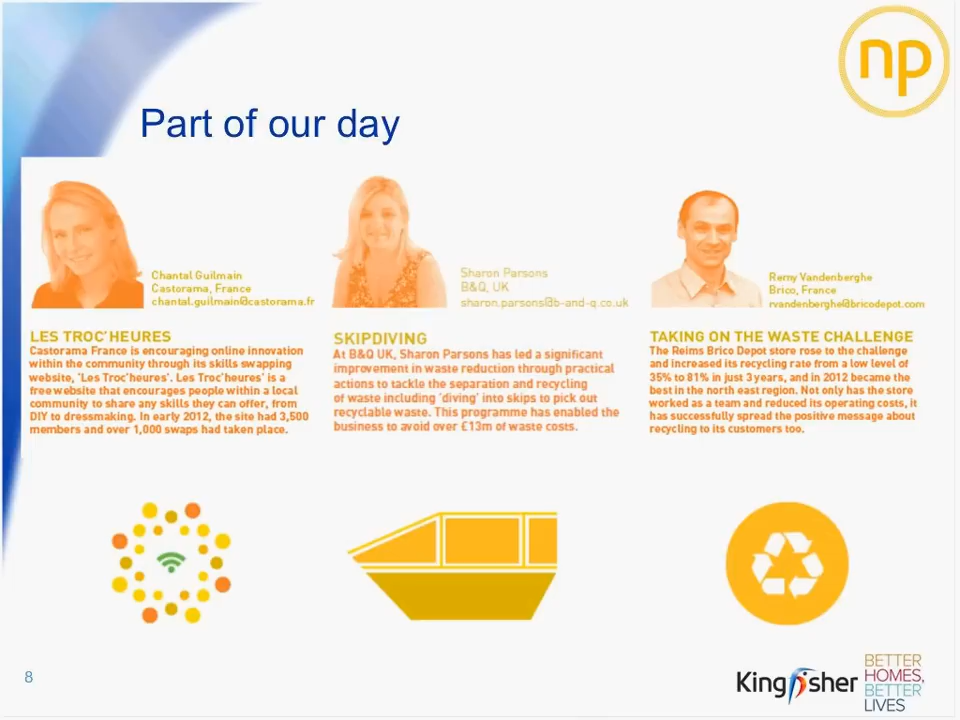 np
Part of our day
Chantal Guilmain
Castorama, France
chantal.guilmain@castorama.fr
LES TROC'HEURES
Castorama France is encouraging online innovation
within the community through its skills swapping
website, 'Les Troc'heures'. Les Troc'heures' is a
free website that encourages people within a local
community to share any skills they can offer, from
DIY to dressmaking. In early 2012, the site had 3,500
members and over 1,000 swaps had taken place.
Sharon Parsons
B&Q, UK
sharon.parsons@b-and-q.co.uk
SKIPDIVING
At B&Q UK, Sharon Parsons has led a significant
improvement in waste reduction through practical
actions to tackle the separation and recycling
of waste including 'diving' into skips to pick out
recyclable waste. This programme has enabled the
business to avoid over £13m of waste costs.
Remy Vandenberghe
Brico, France
rvandenberghe@bricodepot.com
TAKING ON THE WASTE CHALLENGE
The Reims Brico Depot store rose to the challenge
and increased its recycling rate from a low level of
35% to 81% in just 3 years, and in 2012 became the
best in the north east region. Not only has the store
worked as a team and reduced its operating costs, it
has successfully spread the positive message about
recycling to its customers too.
8
Kingfisher
BETTER
HOMES,
BETTER
LIVES